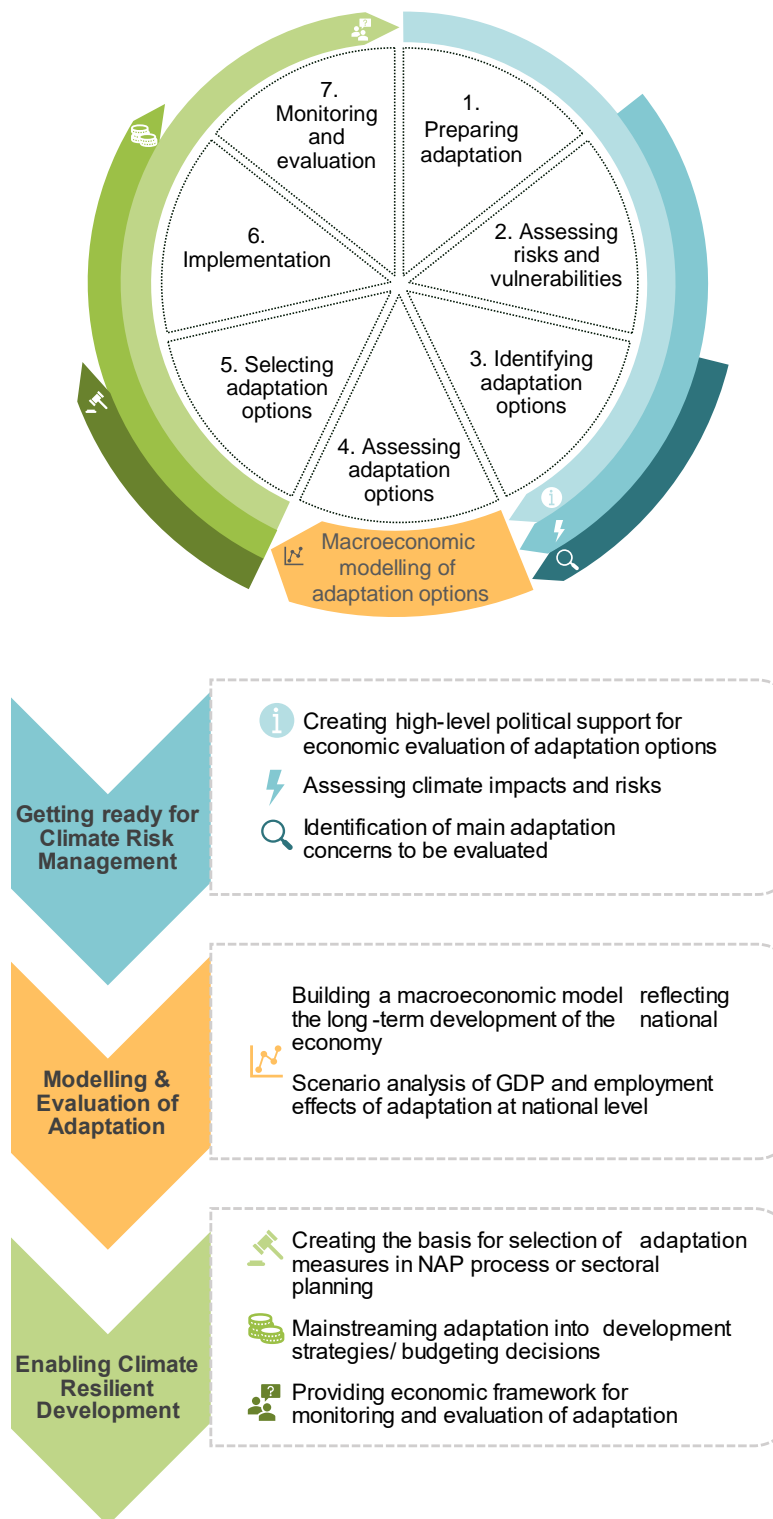 7.
Monitoring
and
evaluation
1.
Preparing
adaptation
6.
Implementation
2. Assessing
risks and
vulnerabilities
5. Selecting
adaptation
options
3. Identifying
adaptation
options
4. Assessing
adaptation
options
Macroeconomic
modelling of
adaptation options
Getting ready for
Climate Risk
Management
Creating high-level political support for
economic evaluation of adaptation options
Assessing climate impacts and risks
Identification of main adaptation
concerns to be evaluated
Modelling &
Evaluation of
Adaptation
Building a macroeconomic model reflecting
the long-term development of the national
economy
Scenario analysis of GDP and employment
effects of adaptation at national level
Enabling Climate
Resilient
Development
Creating the basis for selection of adaptation
measures in NAP process or sectoral
planning
Mainstreaming adaptation into development
strategies/ budgeting decisions
Providing economic framework for
monitoring and evaluation of adaptation